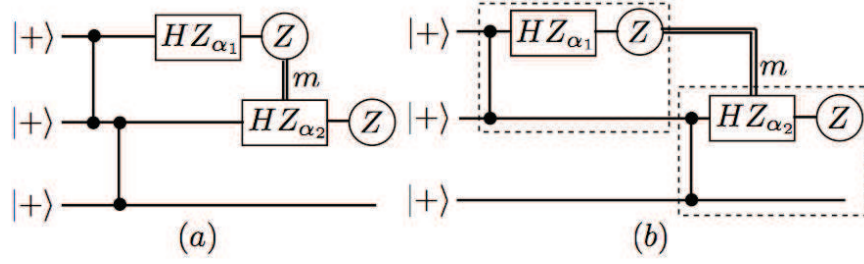 |+⟩ HZ_{α_1} Z |+⟩ HZ_{α_1} Z
m m
|+⟩ HZ_{α_2} Z |+⟩ HZ_{α_2} Z
|+⟩ |+⟩
(a) (b)